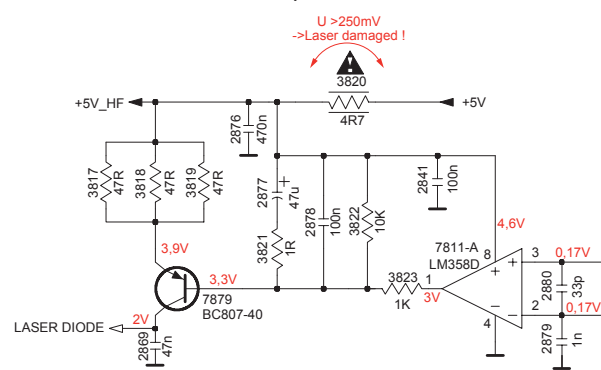 U >250mV
->Laser damaged !
3820
4R7
+5V_HF
+5V
2876
470n
3817
47R
3818
47R
3819
47R
2877
+
47u
2878
100n
3822
10K
2841
100n
4,6V
3821
1R
3,9V
3,3V
7879
BC807-40
3823
1K
1
3V
7811-A
LM358D
8
+
+
3
0,17V
2880
33p
-
-
2
0,17V
4
2879
1n
2V
LASER DIODE
2869
47n